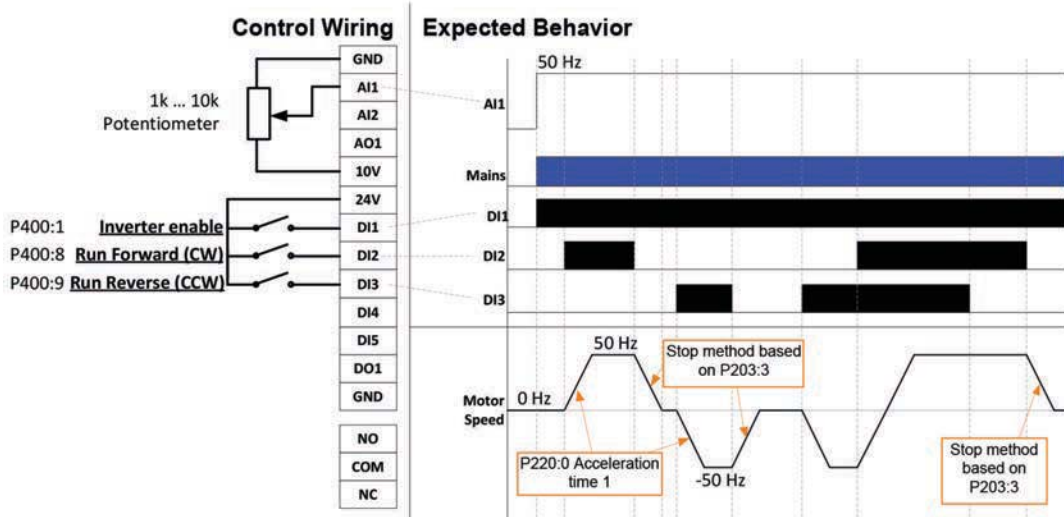 Control Wiring
Expected Behavior
1k ... 10k
Potentiometer
P400:1 Inverter enable
P400:8 Run Forward (CW)
P400:9 Run Reverse (CCW)
GND
AI1
AI2
AO1
10V
24V
DI1
DI2
DI3
DI4
DI5
DO1
GND
NO
COM
NC
50 Hz
AI1
Mains
DI1
DI2
DI3
Motor
Speed
0 Hz
50 Hz
-50 Hz
Stop method based
on P203:3
P220:0 Acceleration
time 1
Stop method
based on
P203:3